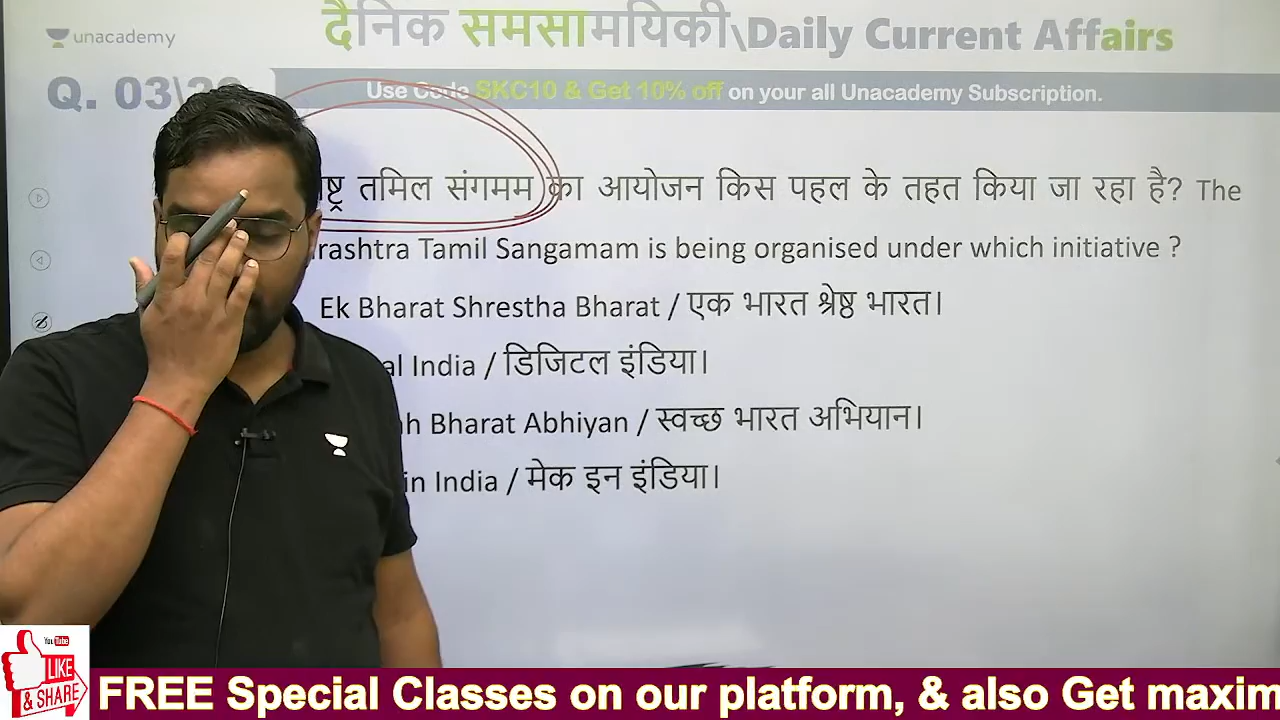 unacademy
दैनिक समसामयिकी\Daily Current Affairs
Q. 03\
Use Code SKC10 & Get 10% off on your all Unacademy Subscription.
तमिल संगमम का आयोजन किस पहल के तहत किया जा रहा है? The
Tamil Sangamam is being organised under which initiative ?
Ek Bharat Shrestha Bharat / एक भारत श्रेष्ठ भारत।
India / डिजिटल इंडिया।
Bharat Abhiyan / स्वच्छ भारत अभियान।
in India / मेक इन इंडिया।
YouTube
LIKE
& SHARE
FREE Special Classes on our platform, & also Get maxim